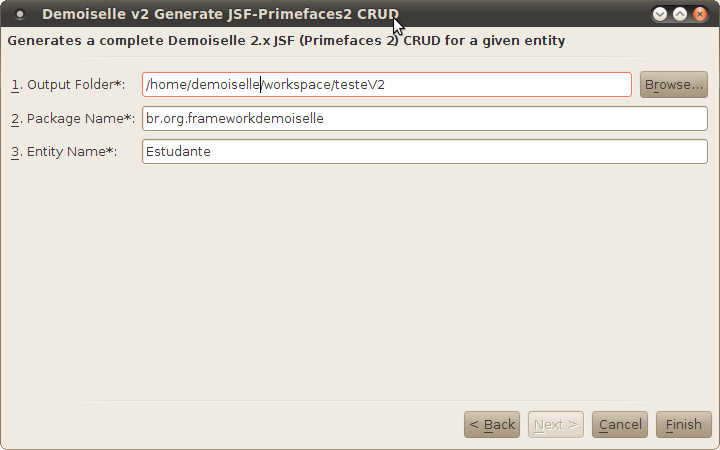 Demoiselle v2 Generate JSF-Primefaces2 CRUD
Generates a complete Demoiselle 2.x JSF (Primefaces 2) CRUD for a given entity
1. Output Folder*: /home/demoiselle/workspace/testeV2 Browse...
2. Package Name*: br.org.frameworkdemoiselle
3. Entity Name*: Estudante
< Back Next > Cancel Finish